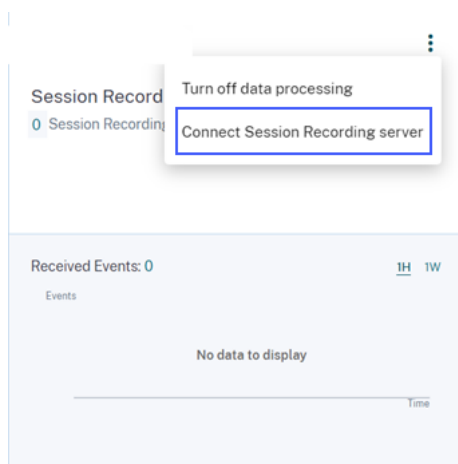 Turn off data processing
Session Record
Connect Session Recording server
0 Session Recording
Received Events: 0
1H 1W
Events
No data to display
Time